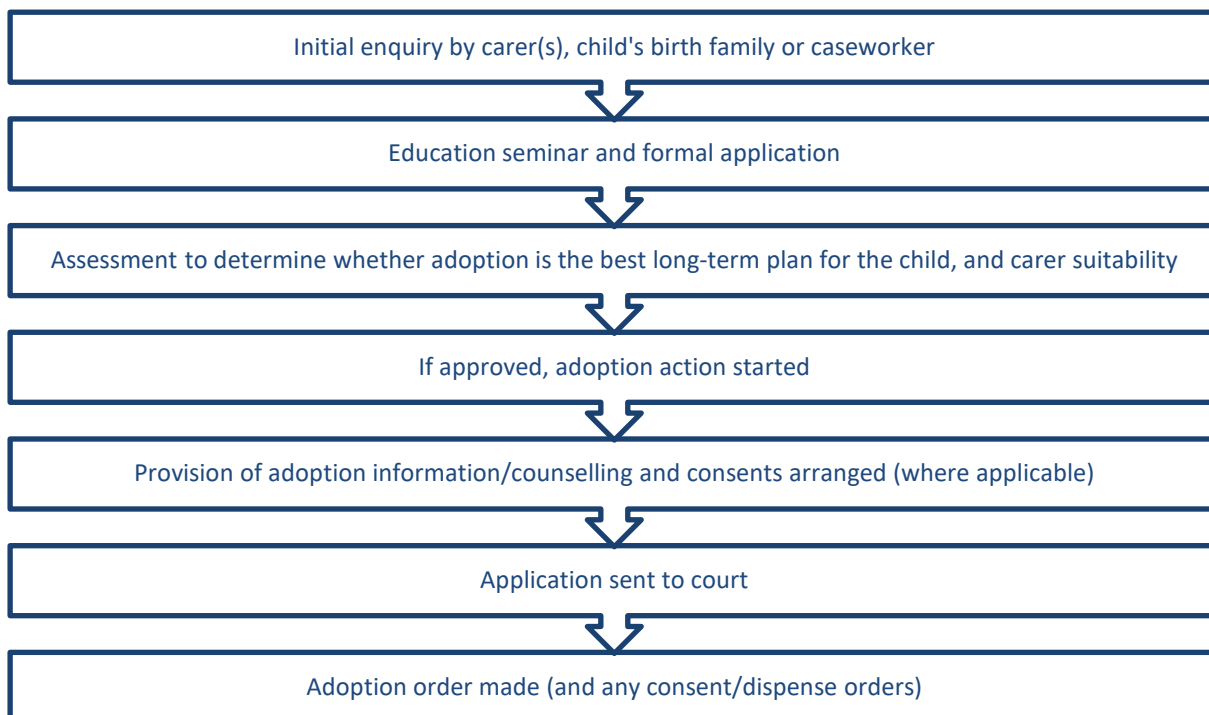 Initial enquiry by carer(s), child's birth family or caseworker
Education seminar and formal application
Assessment to determine whether adoption is the best long-term plan for the child, and carer suitability
If approved, adoption action started
Provision of adoption information/counselling and consents arranged (where applicable)
Application sent to court
Adoption order made (and any consent/dispense orders)